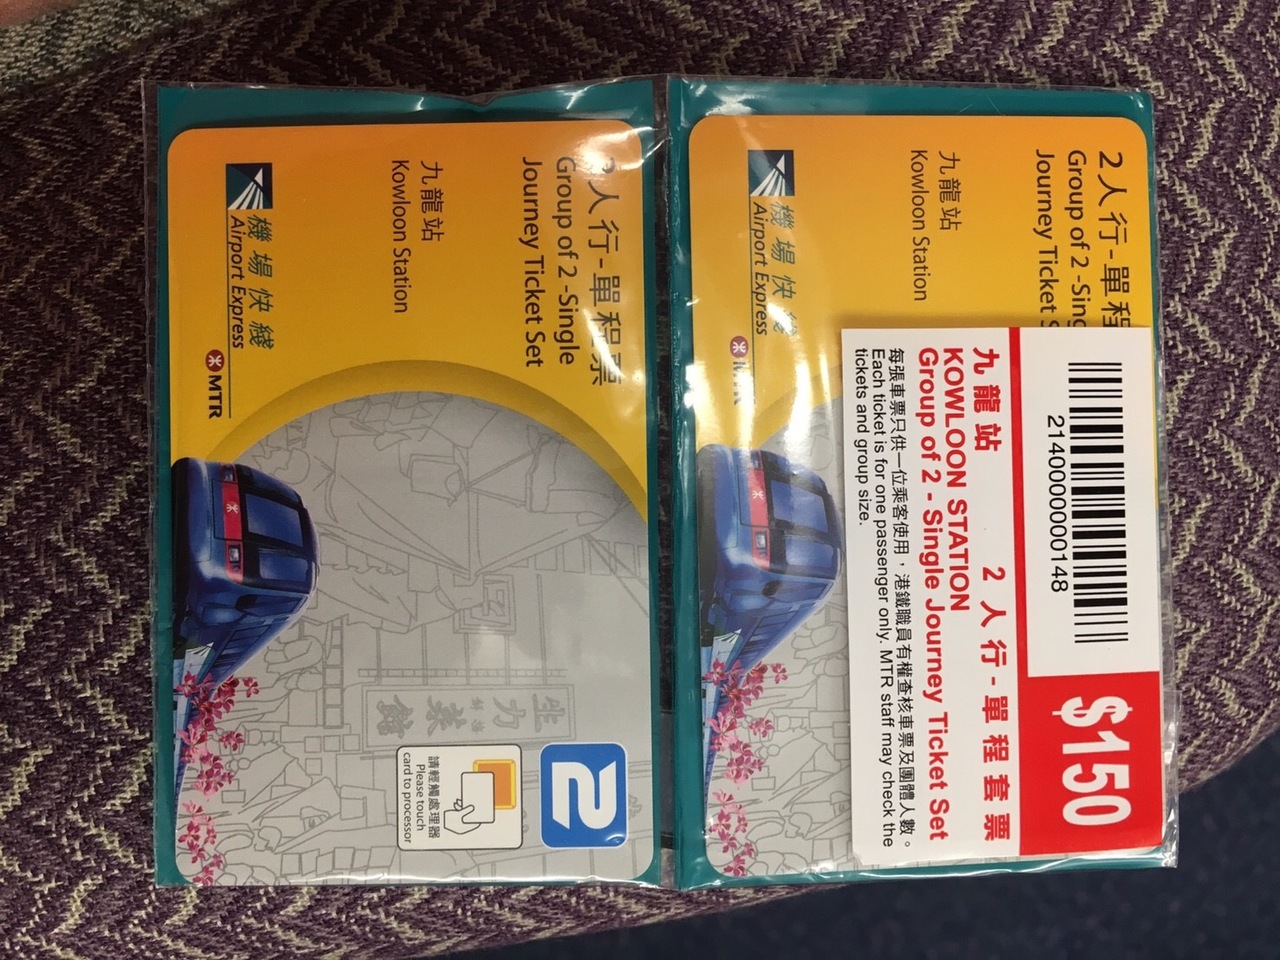 2人行-單程票
Group of 2 -Single
Journey Ticket Set
九龍站
Kowloon Station
機場快綫
Airport Express
MTR
生力
菜館
2
請輕觸處理器
Please touch
card to processor
2人行-單程
Group of 2 -Sing
Journey Ticket S
九龍站
Kowloon Station
機場快綫
Airport Express
MTR
214000000148
$150
九龍站 2人行-單程套票
KOWLOON STATION
Group of 2 - Single Journey Ticket Set
每張車票只供一位乘客使用，港鐵職員有權查核車票及團體人數。
Each ticket is for one passenger only. MTR staff may check the
tickets and group size.